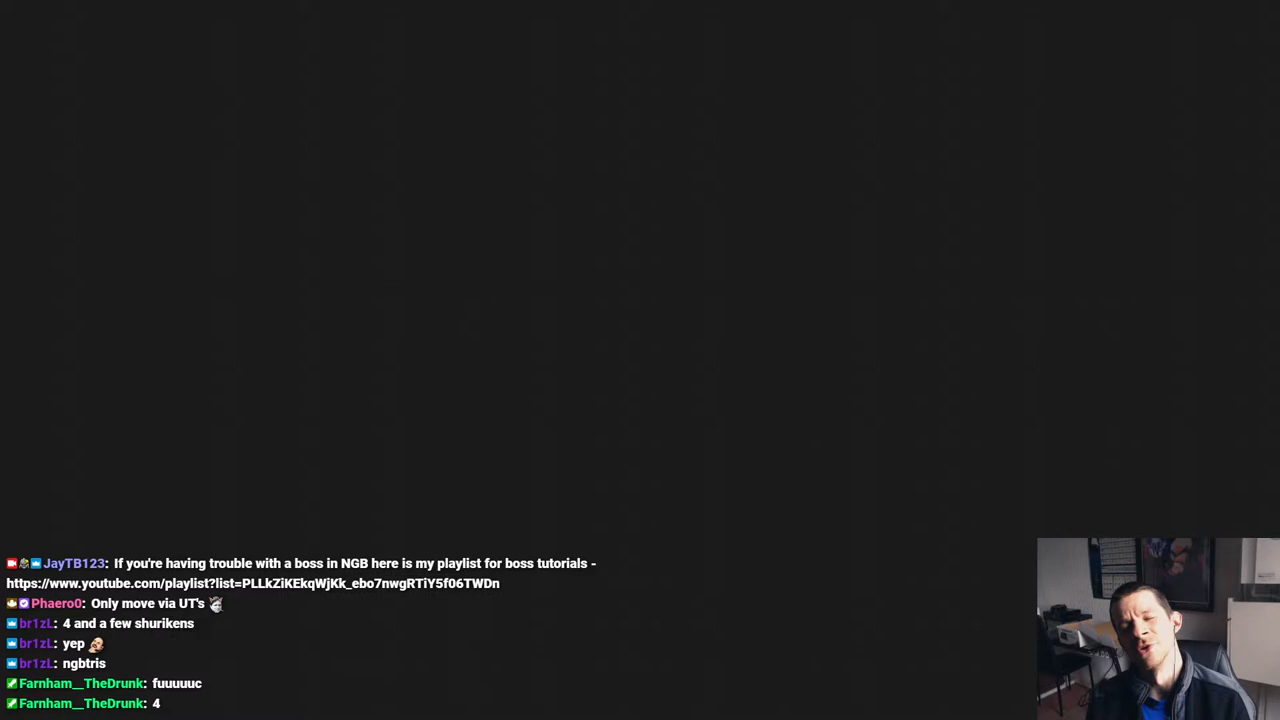 JayTB123: If you're having trouble with a boss in NGB here is my playlist for boss tutorials -
https://www.youtube.com/playlist?list=PLLkZiKEkqWjKk_ebo7nwgRTiY5f06TWDn
Phaero0: Only move via UT's
br1zL: 4 and a few shurikens
br1zL: yep
br1zL: ngbtris
Farnham__TheDrunk: fuuuuuc
Farnham__TheDrunk: 4